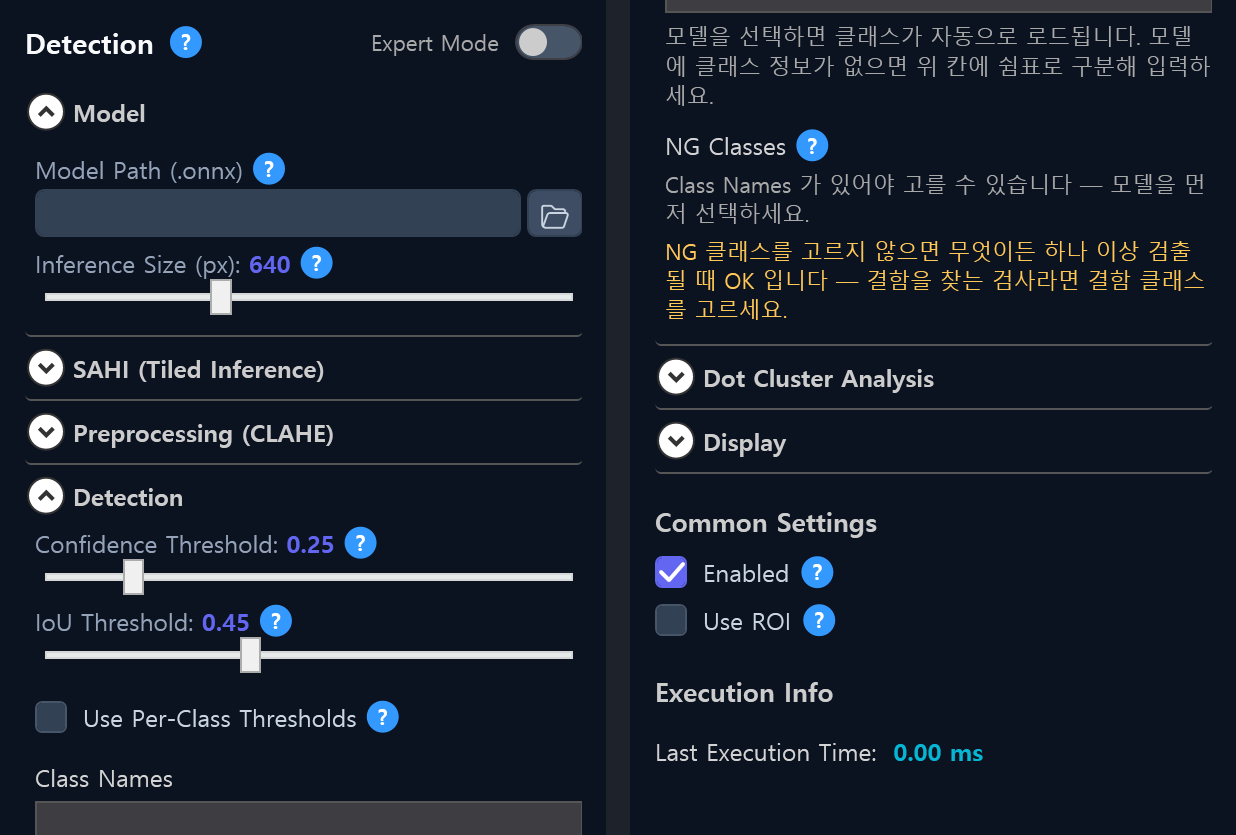 Detection ?
Expert Mode
Model
Model Path (.onnx) ?
Inference Size (px): 640 ?
SAHI (Tiled Inference)
Preprocessing (CLAHE)
Detection
Confidence Threshold: 0.25 ?
IoU Threshold: 0.45 ?
Use Per-Class Thresholds ?
Class Names
모델을 선택하면 클래스가 자동으로 로드됩니다. 모델
에 클래스 정보가 없으면 위 칸에 쉼표로 구분해 입력하
세요.
NG Classes ?
Class Names 가 있어야 고를 수 있습니다 — 모델을 먼
저 선택하세요.
NG 클래스를 고르지 않으면 무엇이든 하나 이상 검출
될 때 OK 입니다 — 결함을 찾는 검사라면 결함 클래스
를 고르세요.
Dot Cluster Analysis
Display
Common Settings
Enabled ?
Use ROI ?
Execution Info
Last Execution Time: 0.00 ms